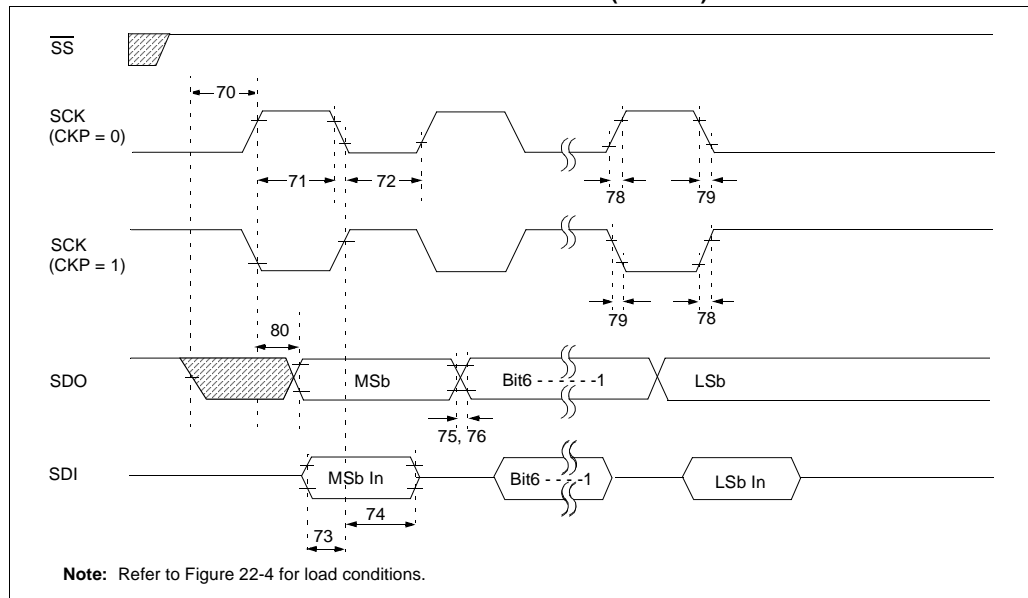 SS
70
SCK
(CKP = 0)
71
72
78
79
SCK
(CKP = 1)
79
78
80
SDO
MSb
Bit6 - - - - - -1
LSb
75, 76
SDI
MSb In
Bit6 - - - - -1
LSb In
74
73
Note: Refer to Figure 22-4 for load conditions.